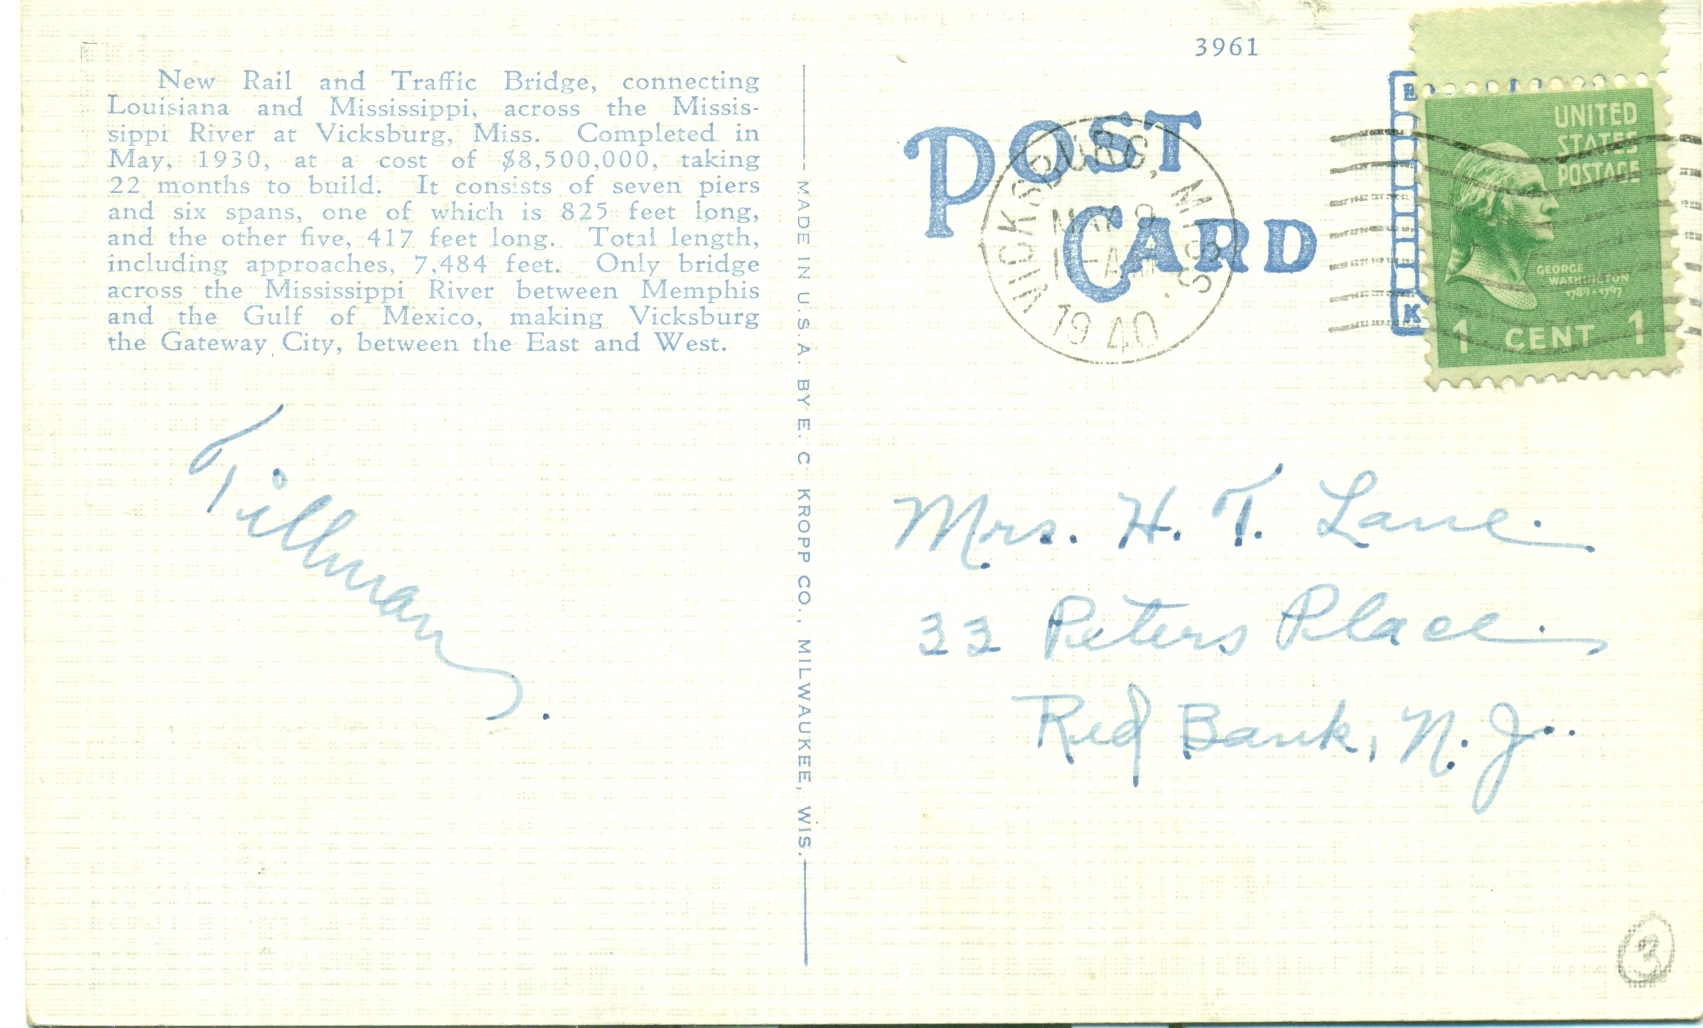 3961
New Rail and Traffic Bridge, connecting
Louisiana and Mississippi, across the Missis-
sippi River at Vicksburg, Miss. Completed in
May, 1930, at a cost of $8,500,000, taking
22 months to build. It consists of seven piers
and six spans, one of which is 825 feet long,
and the other five, 417 feet long. Total length,
including approaches, 7,484 feet. Only bridge
across the Mississippi River between Memphis
and the Gulf of Mexico, making Vicksburg
the Gateway City, between the East and West.
Tillman.
MADE IN U.S.A. BY E. C. KROPP CO., MILWAUKEE, WIS.
POST
CARD
VICKSBURG, MISS.
1940
UNITED
STATES
POSTAGE
GEORGE
WASHINGTON
1789-1797
1 CENT 1
E
K
Mrs. H. T. Lane.
33 Peters Place.
Red Bank, N. J.
3